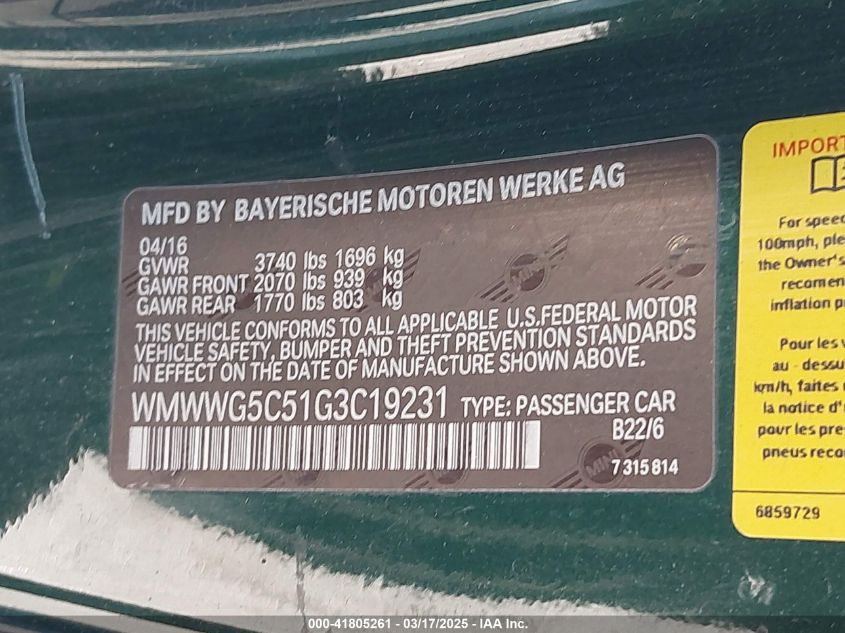 MFD BY BAYERISCHE MOTOREN WERKE AG
04/16
GVWR 3740 lbs 1696 kg
GAWR FRONT 2070 lbs 939 kg
GAWR REAR 1770 lbs 803 kg
THIS VEHICLE CONFORMS TO ALL APPLICABLE U.S.FEDERAL MOTOR
VEHICLE SAFETY, BUMPER AND THEFT PREVENTION STANDARDS
IN EFFECT ON THE DATE OF MANUFACTURE SHOWN ABOVE.
WMWWG5C51G3C19231 TYPE: PASSENGER CAR
B22/6
MINI
7 315 814
IMPORT
For speed
100mph, ple
the Owner's
recomen
inflation p
Pour les v
au - dessu
km/h, faites
la notice d'
pour les pre
pneus reco
6859729
000-41805261 - 03/17/2025 - IAA Inc.